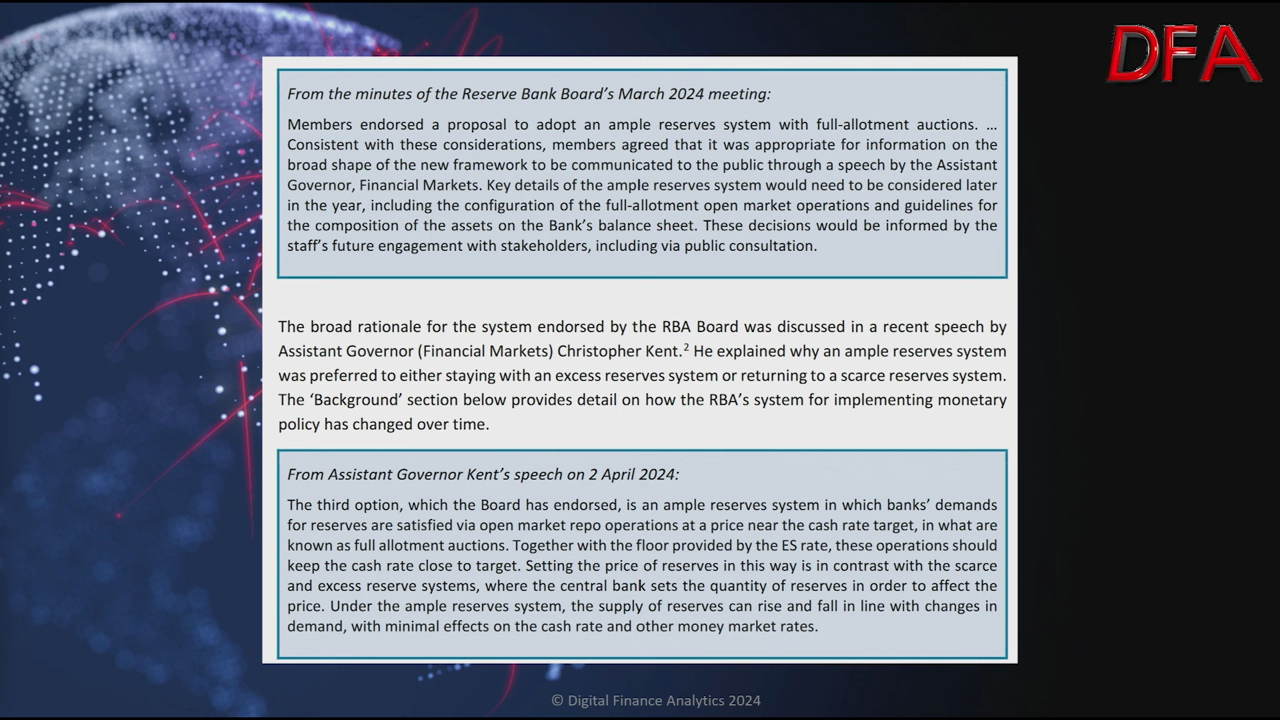 DFA
From the minutes of the Reserve Bank Board's March 2024 meeting:
Members endorsed a proposal to adopt an ample reserves system with full-allotment auctions. …
Consistent with these considerations, members agreed that it was appropriate for information on the
broad shape of the new framework to be communicated to the public through a speech by the Assistant
Governor, Financial Markets. Key details of the ample reserves system would need to be considered later
in the year, including the configuration of the full-allotment open market operations and guidelines for
the composition of the assets on the Bank's balance sheet. These decisions would be informed by the
staff's future engagement with stakeholders, including via public consultation.
The broad rationale for the system endorsed by the RBA Board was discussed in a recent speech by
Assistant Governor (Financial Markets) Christopher Kent.² He explained why an ample reserves system
was preferred to either staying with an excess reserves system or returning to a scarce reserves system.
The 'Background' section below provides detail on how the RBA's system for implementing monetary
policy has changed over time.
From Assistant Governor Kent's speech on 2 April 2024:
The third option, which the Board has endorsed, is an ample reserves system in which banks' demands
for reserves are satisfied via open market repo operations at a price near the cash rate target, in what are
known as full allotment auctions. Together with the floor provided by the ES rate, these operations should
keep the cash rate close to target. Setting the price of reserves in this way is in contrast with the scarce
and excess reserve systems, where the central bank sets the quantity of reserves in order to affect the
price. Under the ample reserves system, the supply of reserves can rise and fall in line with changes in
demand, with minimal effects on the cash rate and other money market rates.
© Digital Finance Analytics 2024